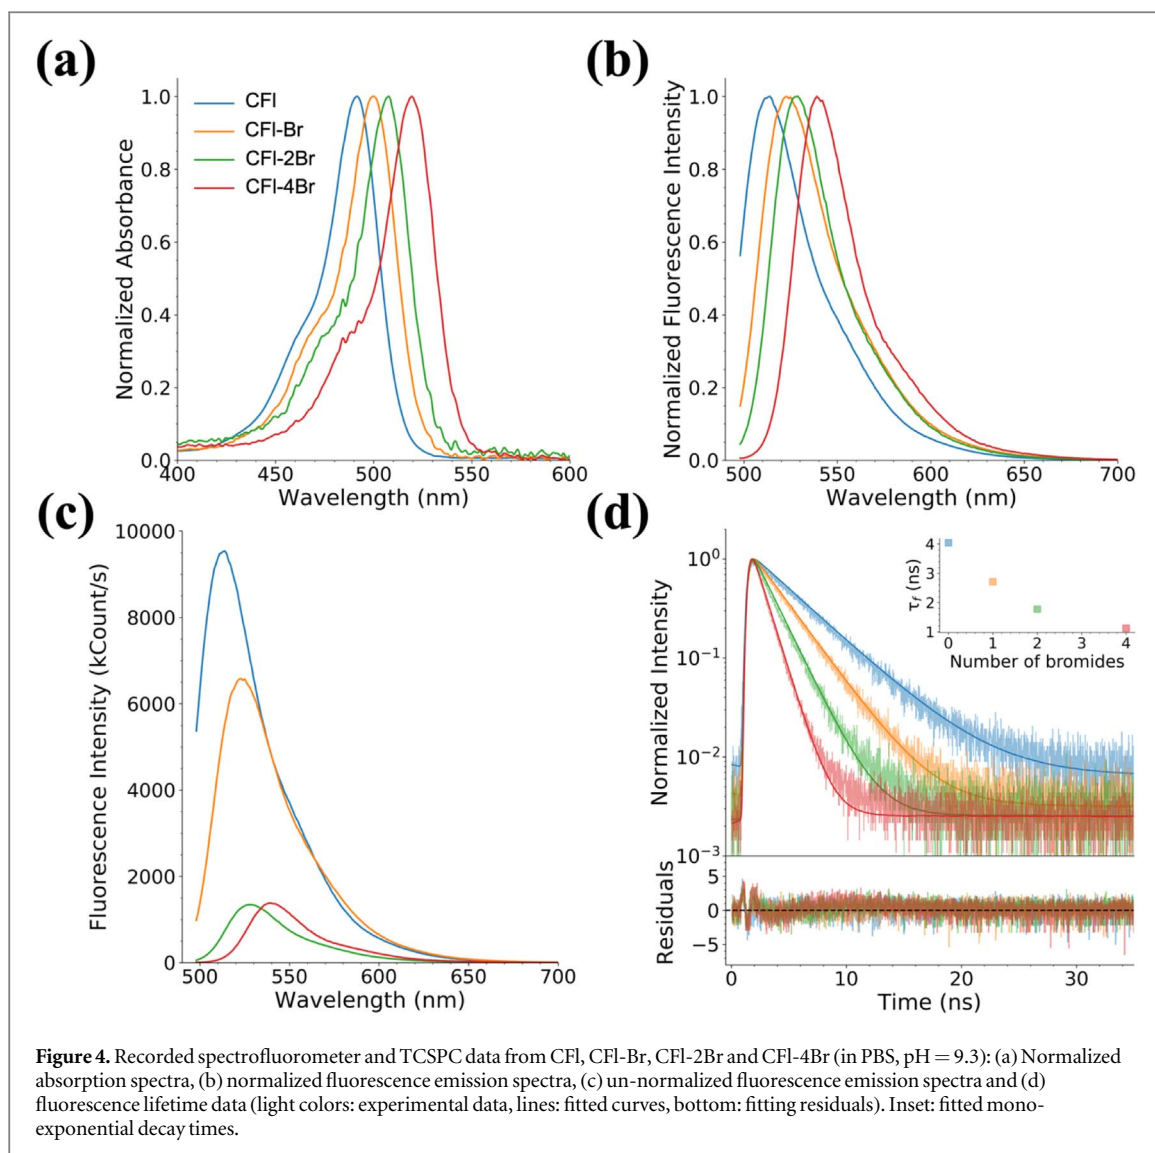 (a)
(b)
CFl
CFl-Br
CFl-2Br
CFl-4Br
1.0
0.8
0.6
0.4
0.2
0.0
Normalized Absorbance
400
450
500
550
600
Wavelength (nm)
1.0
0.8
0.6
0.4
0.2
0.0
Normalized Fluorescence Intensity
500
550
600
650
700
Wavelength (nm)
(c)
(d)
10000
8000
6000
4000
2000
0
Fluorescence Intensity (kCount/s)
500
550
600
650
700
Wavelength (nm)
10⁰
10⁻¹
10⁻²
10⁻³
Normalized Intensity
4
3
2
1
τf (ns)
0
1
2
3
4
Number of bromides
5
0
−5
Residuals
0
10
20
30
Time (ns)
Figure 4. Recorded spectrofluorometer and TCSPC data from CFl, CFl-Br, CFl-2Br and CFl-4Br (in PBS, pH = 9.3): (a) Normalized
absorption spectra, (b) normalized fluorescence emission spectra, (c) un-normalized fluorescence emission spectra and (d)
fluorescence lifetime data (light colors: experimental data, lines: fitted curves, bottom: fitting residuals). Inset: fitted mono-
exponential decay times.